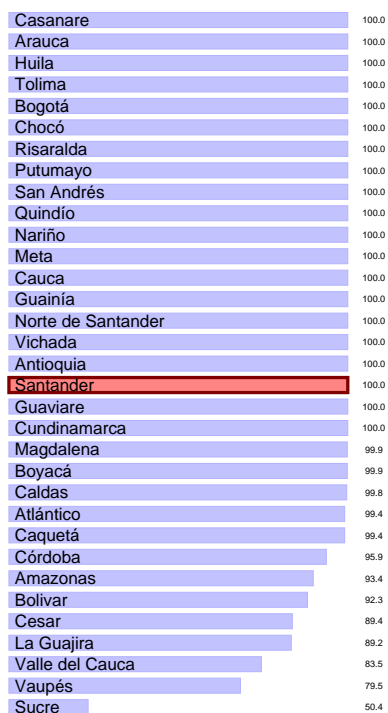 Casanare 100.0
Arauca 100.0
Huila 100.0
Tolima 100.0
Bogotá 100.0
Chocó 100.0
Risaralda 100.0
Putumayo 100.0
San Andrés 100.0
Quindío 100.0
Nariño 100.0
Meta 100.0
Cauca 100.0
Guainía 100.0
Norte de Santander 100.0
Vichada 100.0
Antioquia 100.0
Santander 100.0
Guaviare 100.0
Cundinamarca 100.0
Magdalena 99.9
Boyacá 99.9
Caldas 99.8
Atlántico 99.4
Caquetá 99.4
Córdoba 95.9
Amazonas 93.4
Bolivar 92.3
Cesar 89.4
La Guajira 89.2
Valle del Cauca 83.5
Vaupés 79.5
Sucre 50.4